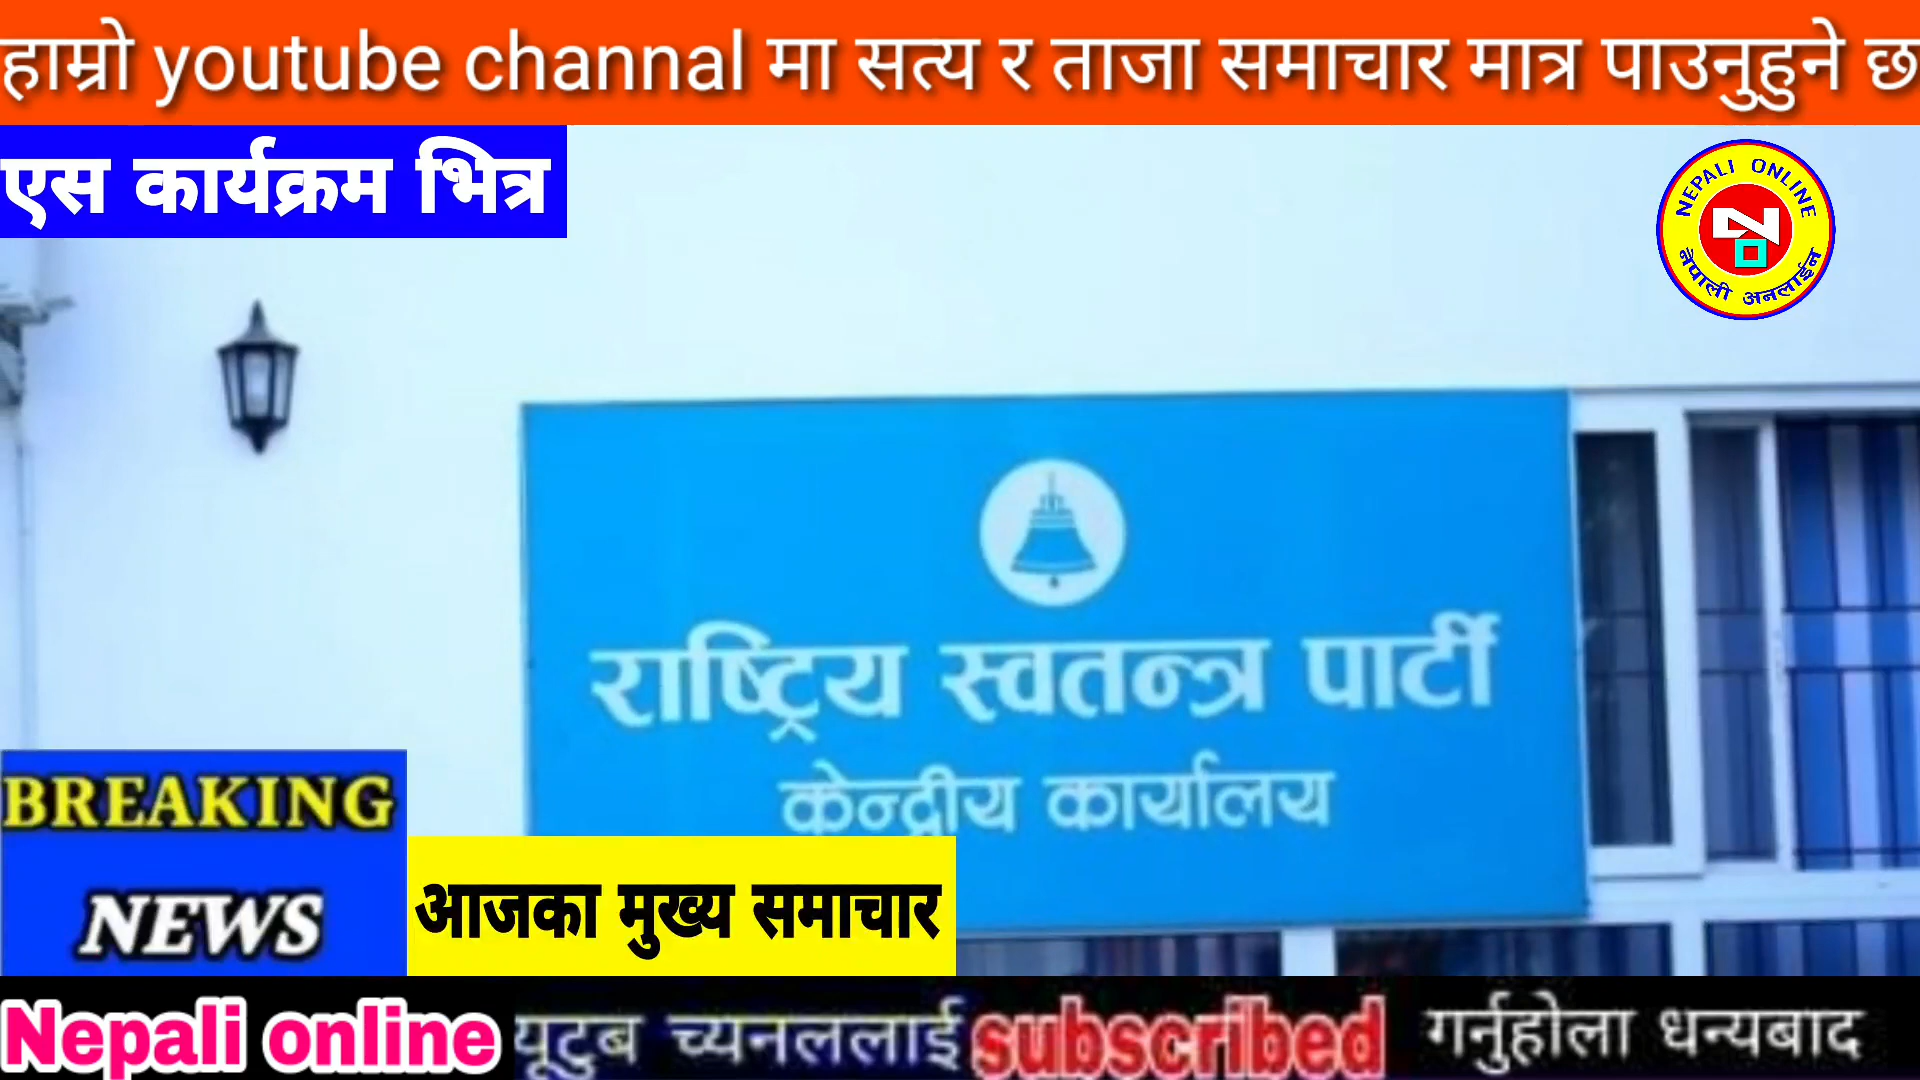 हाम्रो youtube channal मा सत्य र ताजा समाचार मात्र पाउनुहुने छ
एस कार्यक्रम भित्र
NEPALI ONLINE
NO
नेपाली अनलाईन
राष्ट्रिय स्वतन्त्र पार्टी
केन्द्रीय कार्यालय
BREAKING
NEWS
आजका मुख्य समाचार
Nepali online यूटुब च्यनललाई subscribed गर्नुहोला धन्यबाद